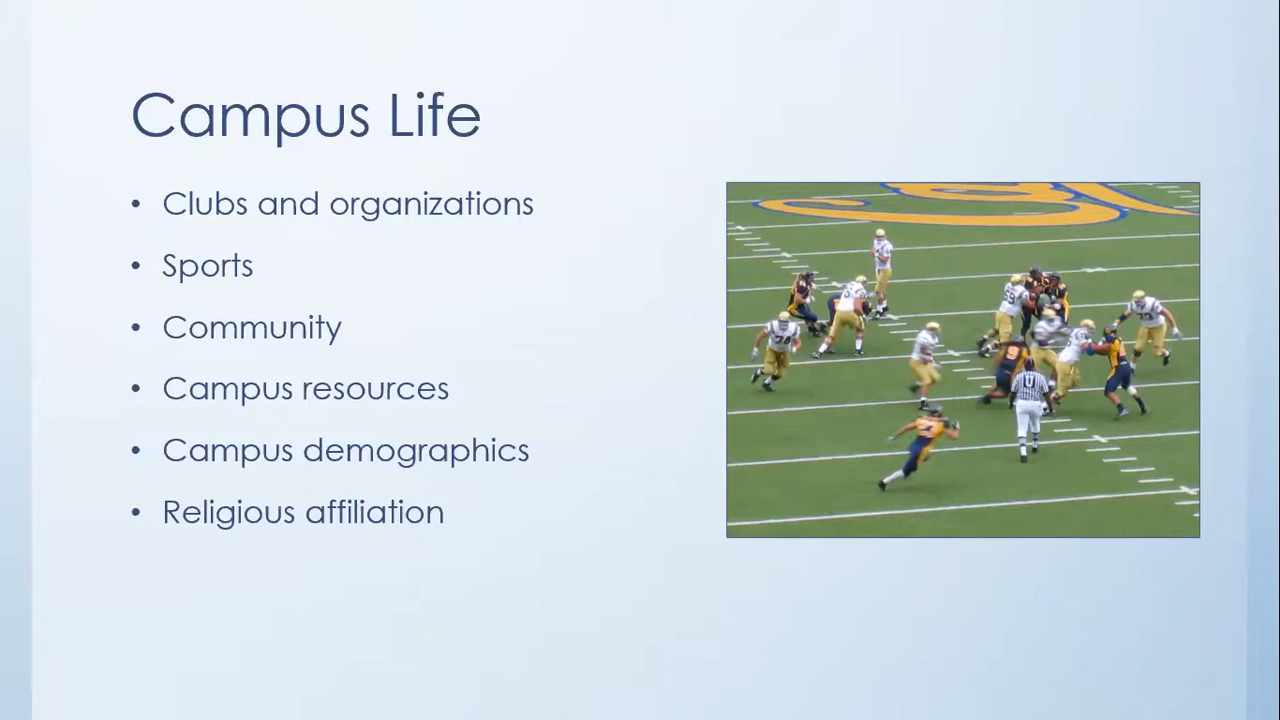 Campus Life
• Clubs and organizations
• Sports
• Community
• Campus resources
• Campus demographics
• Religious affiliation